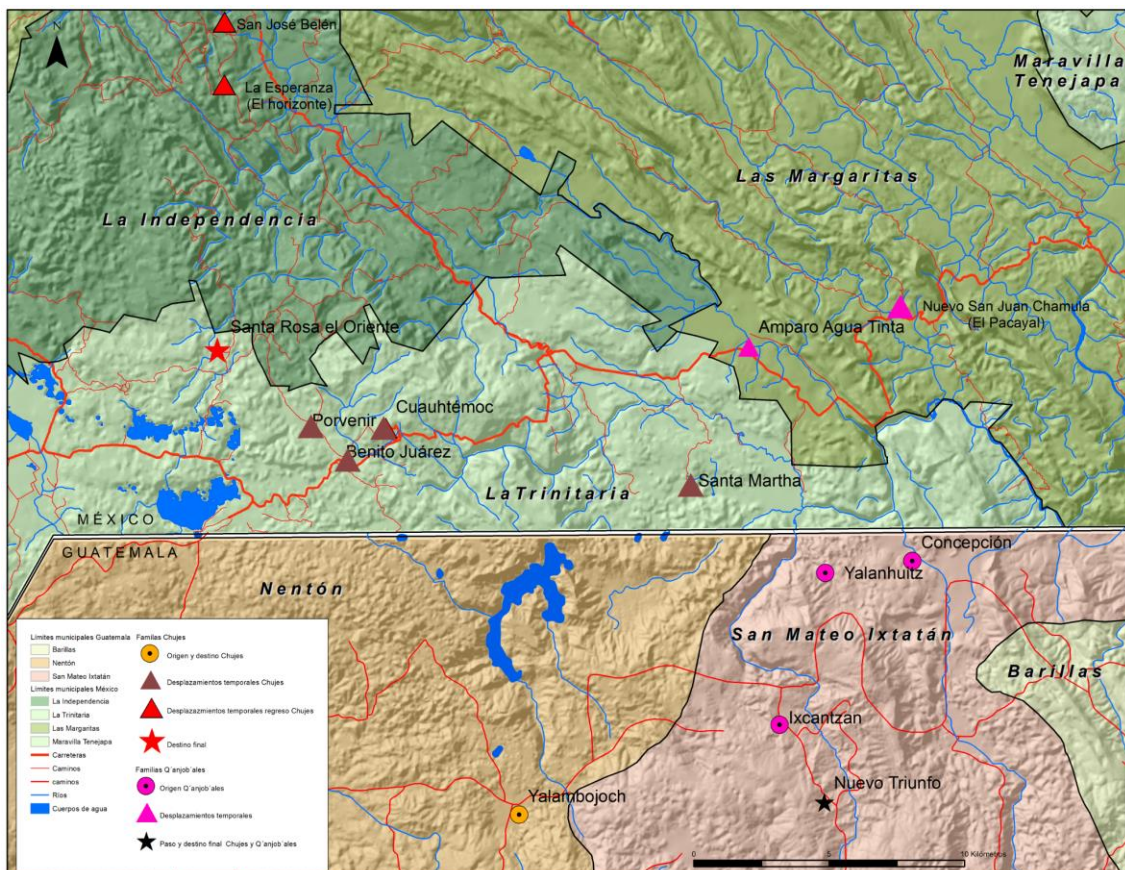 San José Belén
N
La Esperanza
(El horizonte)
Maravilla
Tenejapa
Las Margaritas
La Independencia
Nuevo San Juan Chamula
(El Pacayal)
Santa Rosa el Oriente
Amparo Agua Tinta
Porvenir
Cuauhtémoc
Benito Juárez
Santa Martha
LaTrinitaria
MÉXICO
GUATEMALA
Concepción
Yalanhuitz
Nentón
San Mateo Ixtatán
Barillas
Ixcantzan
Nuevo Triunfo
Yalambojoch
Límites municipales Guatemala
Barillas
Nentón
San Mateo Ixtatán
Límites municipales México
La Independencia
La Trinitaria
Las Margaritas
Maravilla Tenejapa
Carreteras
Caminos
caminos
Ríos
Cuerpos de agua
Familas Chujes
Origen y destino Chujes
Desplazamientos temporales Chujes
Desplazazmientos temporales regreso Chujes
Destino final
Familias Q´anjob´ales
Origen Q´anjob´ales
Desplazamientos temporales
Paso y destino final Chujes y Q´anjob´ales
0 5 10 Kilómetros